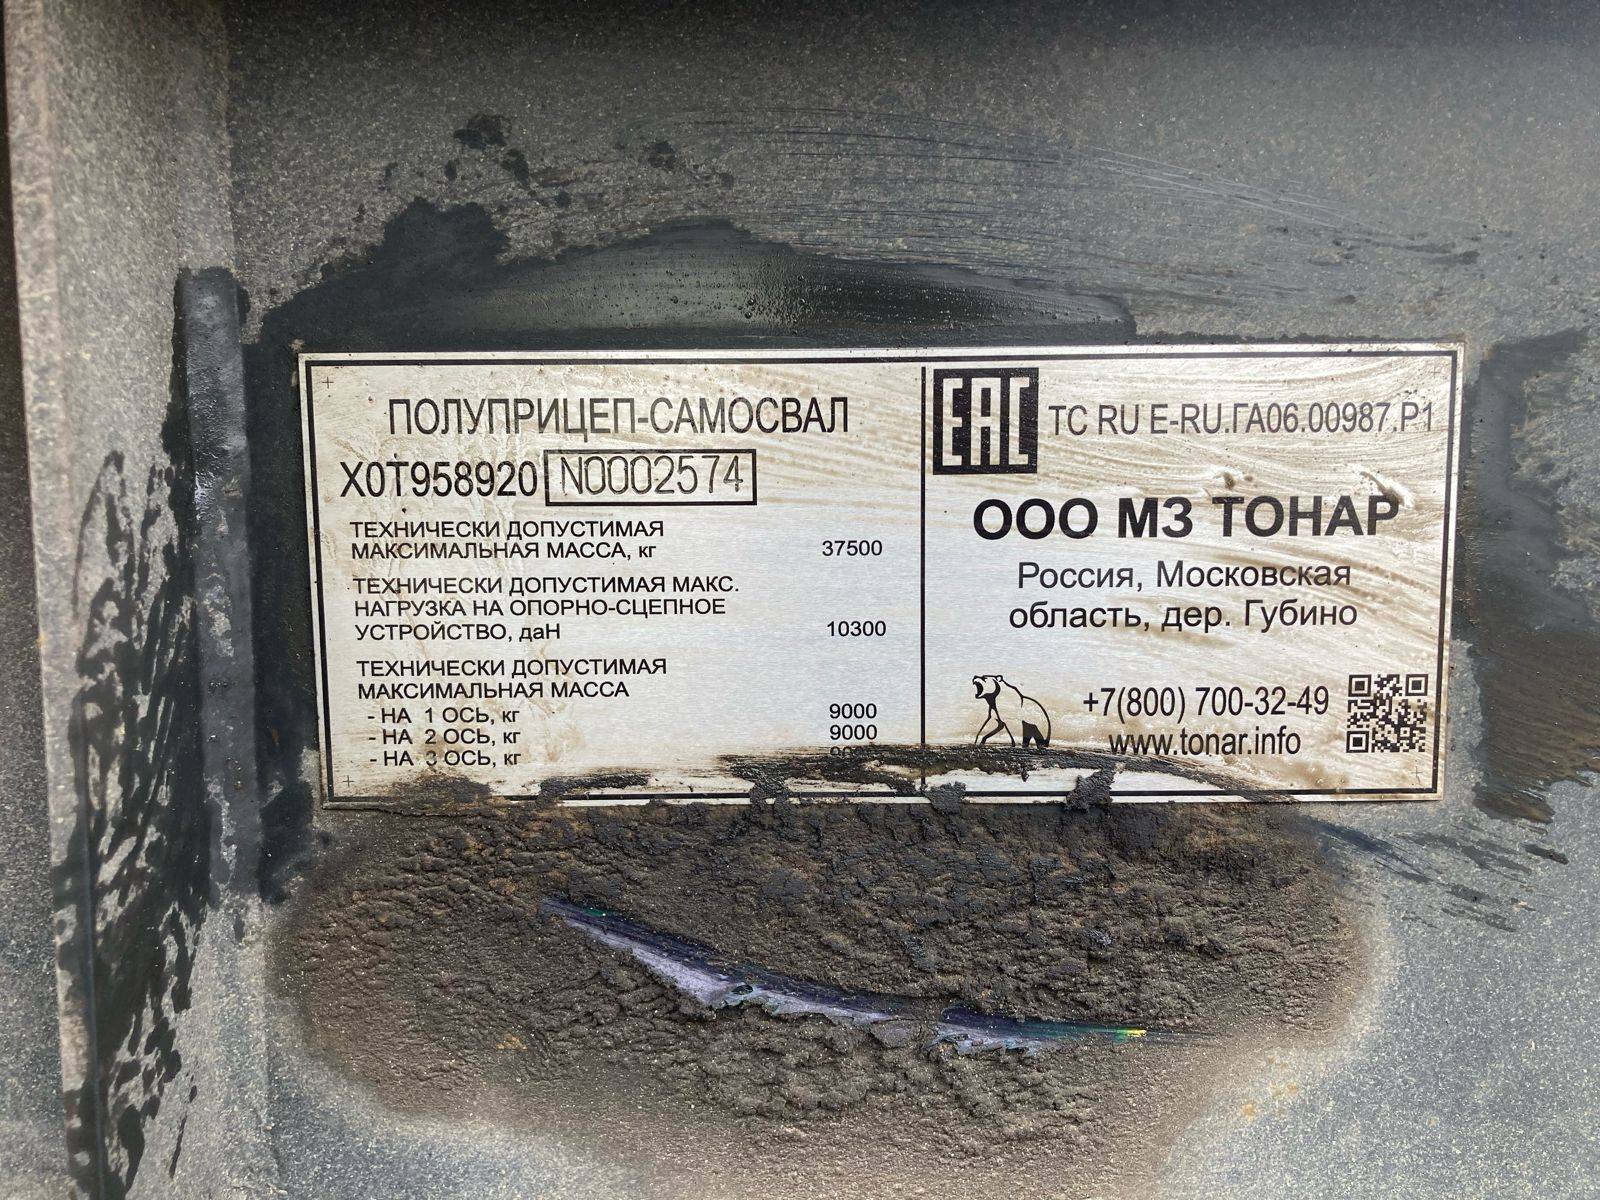 ПОЛУПРИЦЕП-САМОСВАЛ
X0T958920 N0002574
ТЕХНИЧЕСКИ ДОПУСТИМАЯ
МАКСИМАЛЬНАЯ МАССА, кг 37500
ТЕХНИЧЕСКИ ДОПУСТИМАЯ МАКС.
НАГРУЗКА НА ОПОРНО-СЦЕПНОЕ
УСТРОЙСТВО, даН 10300
ТЕХНИЧЕСКИ ДОПУСТИМАЯ
МАКСИМАЛЬНАЯ МАССА
- НА 1 ОСЬ, кг 9000
- НА 2 ОСЬ, кг 9000
- НА 3 ОСЬ, кг
EAC ТС RU E-RU.ГА06.00987.P1
ООО МЗ ТОНАР
Россия, Московская
область, дер. Губино
+7(800) 700-32-49
www.tonar.info